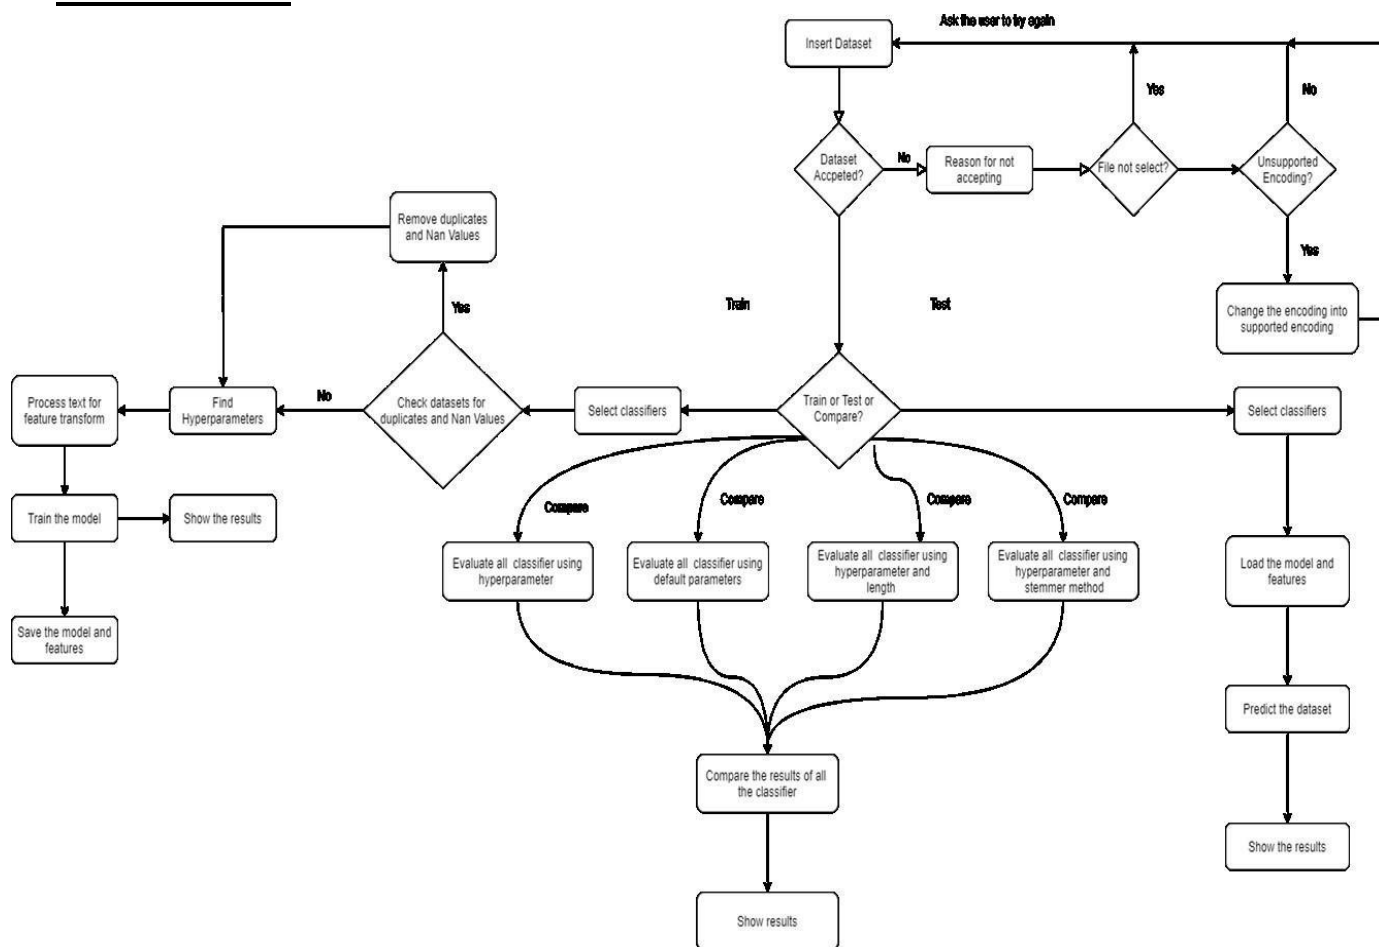 Ask the user to try again
Insert Dataset
Yes
No
Dataset
Accpeted?
No
Reason for not
accepting
File not select?
Unsupported
Encoding?
Yes
Remove duplicates
and Nan Values
Change the encoding into
supported encoding
Train
Test
Yes
Process text for
feature transform
Find
Hyperparameters
No
Check datasets for
duplicates and Nan Values
Select classifiers
Train or Test or
Compare?
Select classifiers
Compare
Compare
Compare
Compare
Train the model
Show the results
Evaluate all classifier using
hyperparameter
Evaluate all classifier using
default parameters
Evaluate all classifier using
hyperparameter and
length
Evaluate all classifier using
hyperparameter and
stemmer method
Load the model and
features
Save the model and
features
Predict the dataset
Compare the results of all
the classifier
Show the results
Show results